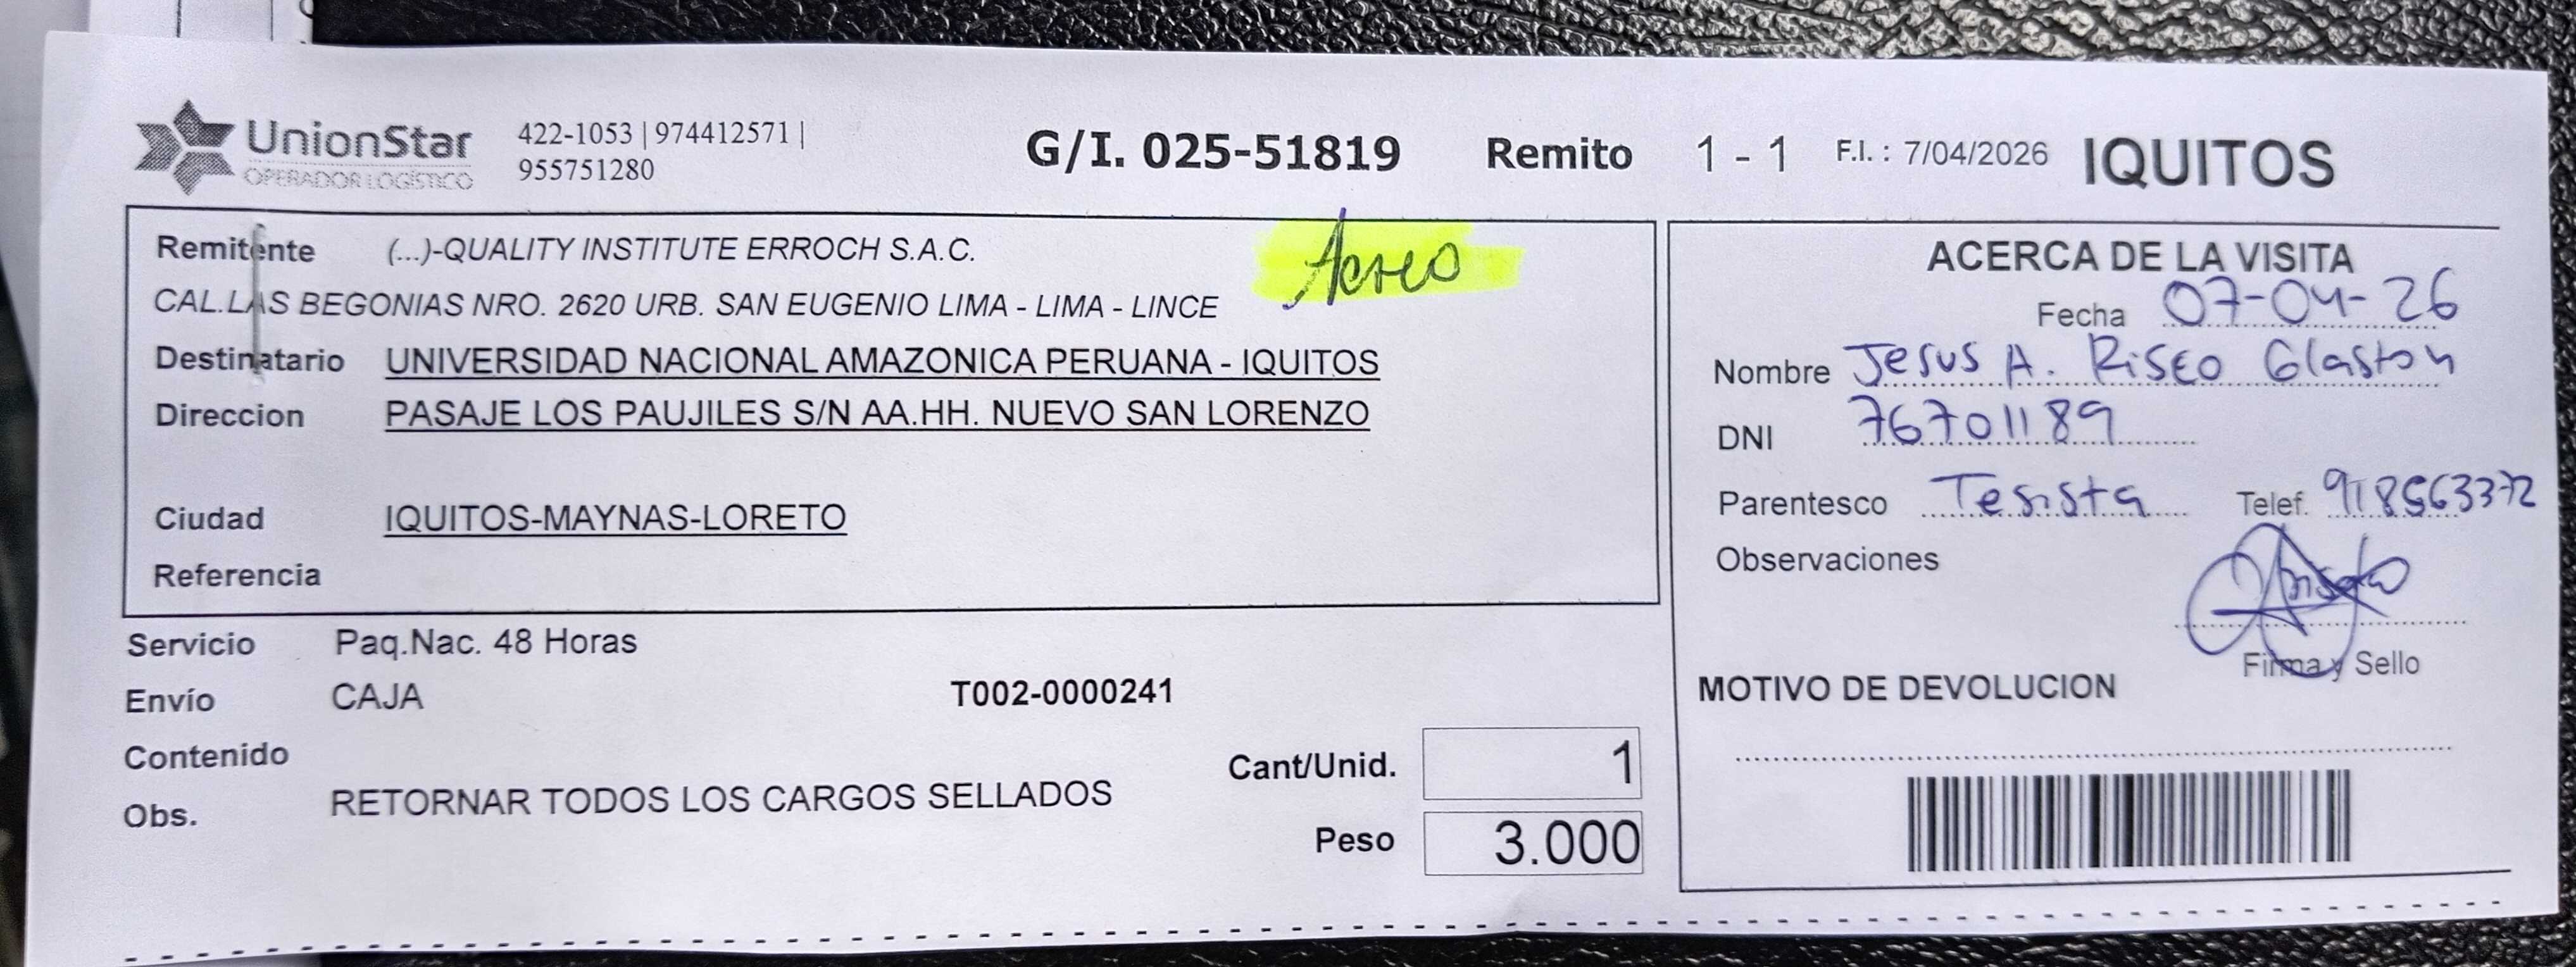 UnionStar
OPERADOR LOGÍSTICO
422-1053 | 974412571 |
955751280
G/I. 025-51819 Remito 1 - 1 F.I. : 7/04/2026 IQUITOS
Remitente (...)-QUALITY INSTITUTE ERROCH S.A.C.
Aereo
CAL.LAS BEGONIAS NRO. 2620 URB. SAN EUGENIO LIMA - LIMA - LINCE
Destinatario UNIVERSIDAD NACIONAL AMAZONICA PERUANA - IQUITOS
Direccion PASAJE LOS PAUJILES S/N AA.HH. NUEVO SAN LORENZO
Ciudad IQUITOS-MAYNAS-LORETO
Referencia
Servicio Paq.Nac. 48 Horas
Envío CAJA T002-0000241
Contenido
Obs. RETORNAR TODOS LOS CARGOS SELLADOS
Cant/Unid. 1
Peso 3.000
ACERCA DE LA VISITA
Fecha 07-04-26
Nombre Jesus A. Risco Glaston
DNI 76701189
Parentesco Tesista Telef. 918563372
Observaciones
Firma y Sello
MOTIVO DE DEVOLUCION